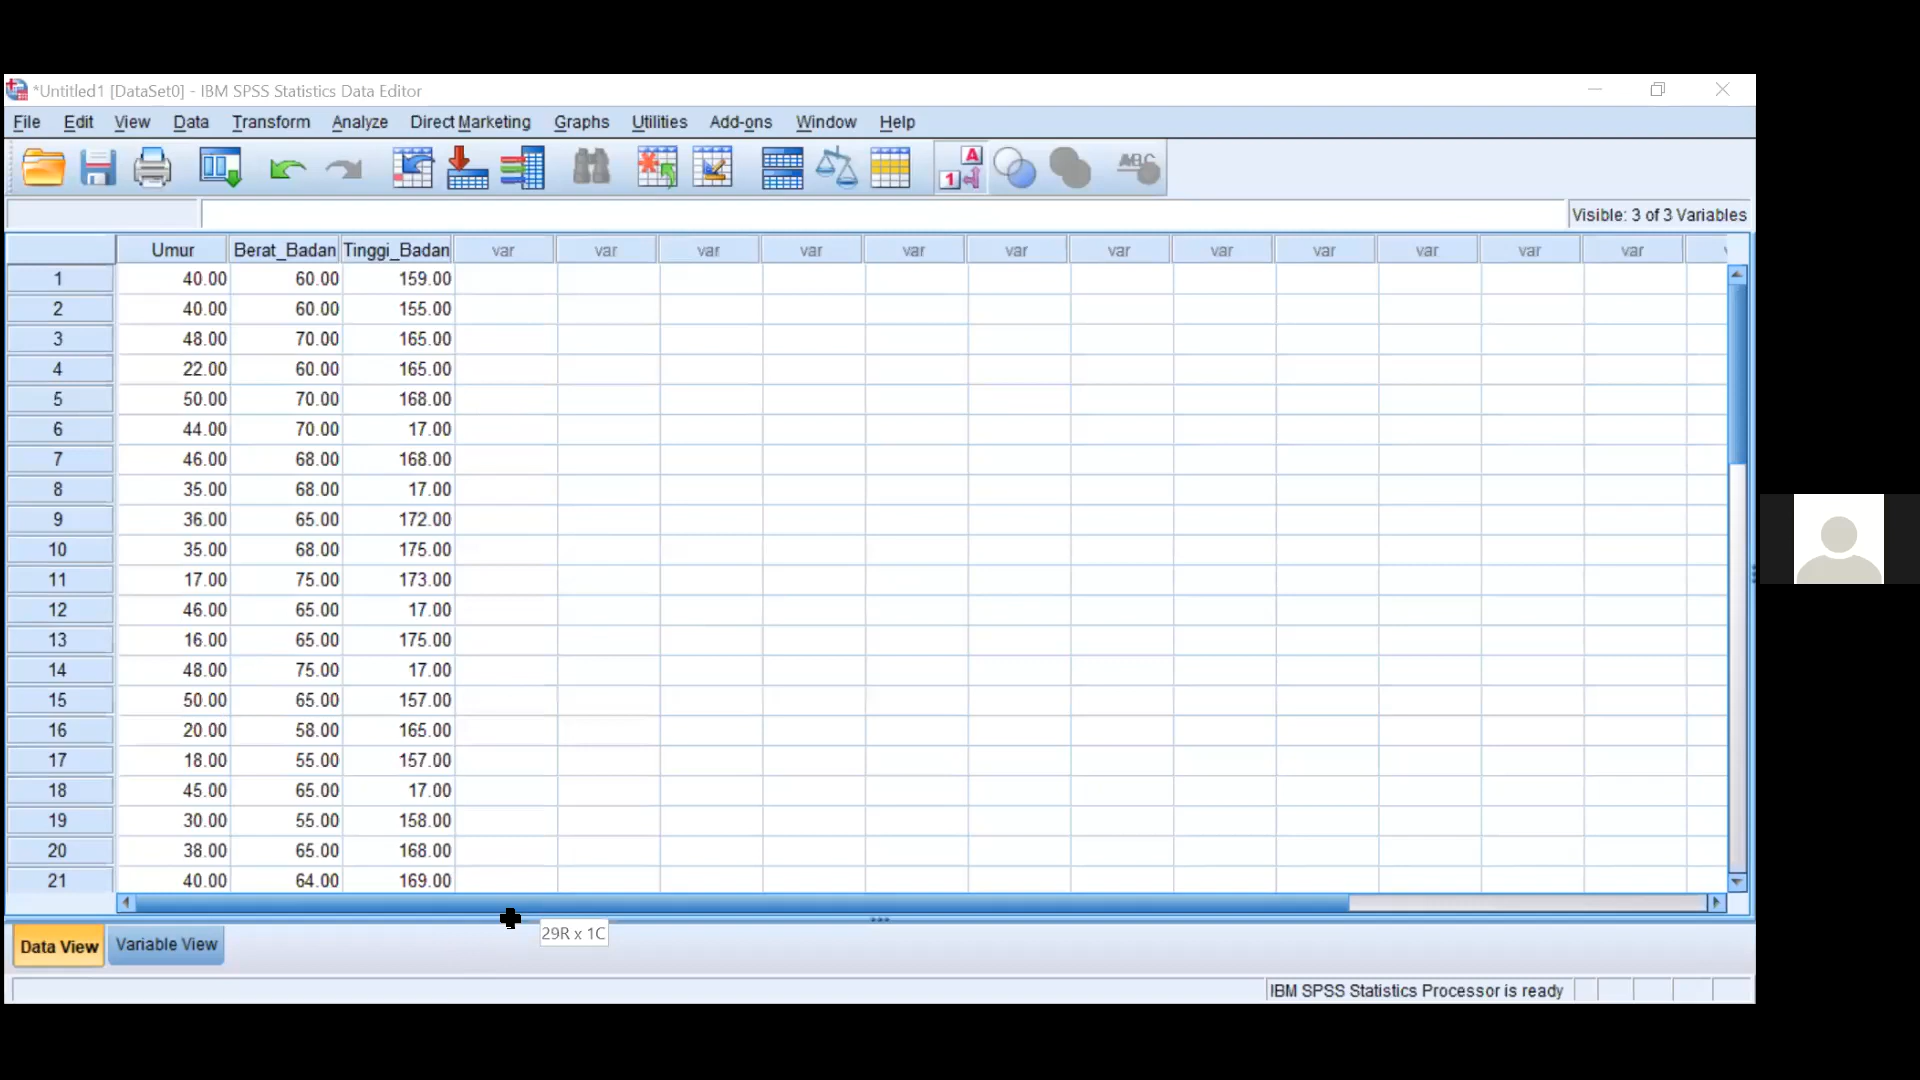 *Untitled1 [DataSet0] - IBM SPSS Statistics Data Editor
File Edit View Data Transform Analyze Direct Marketing Graphs Utilities Add-ons Window Help
A
1
ABC
Visible: 3 of 3 Variables
Umur Berat_Badan Tinggi_Badan var var var var var var var var var var var var
1 40.00 60.00 159.00
2 40.00 60.00 155.00
3 48.00 70.00 165.00
4 22.00 60.00 165.00
5 50.00 70.00 168.00
6 44.00 70.00 17.00
7 46.00 68.00 168.00
8 35.00 68.00 17.00
9 36.00 65.00 172.00
10 35.00 68.00 175.00
11 17.00 75.00 173.00
12 46.00 65.00 17.00
13 16.00 65.00 175.00
14 48.00 75.00 17.00
15 50.00 65.00 157.00
16 20.00 58.00 165.00
17 18.00 55.00 157.00
18 45.00 65.00 17.00
19 30.00 55.00 158.00
20 38.00 65.00 168.00
21 40.00 64.00 169.00
29R x 1C
Data View Variable View
IBM SPSS Statistics Processor is ready